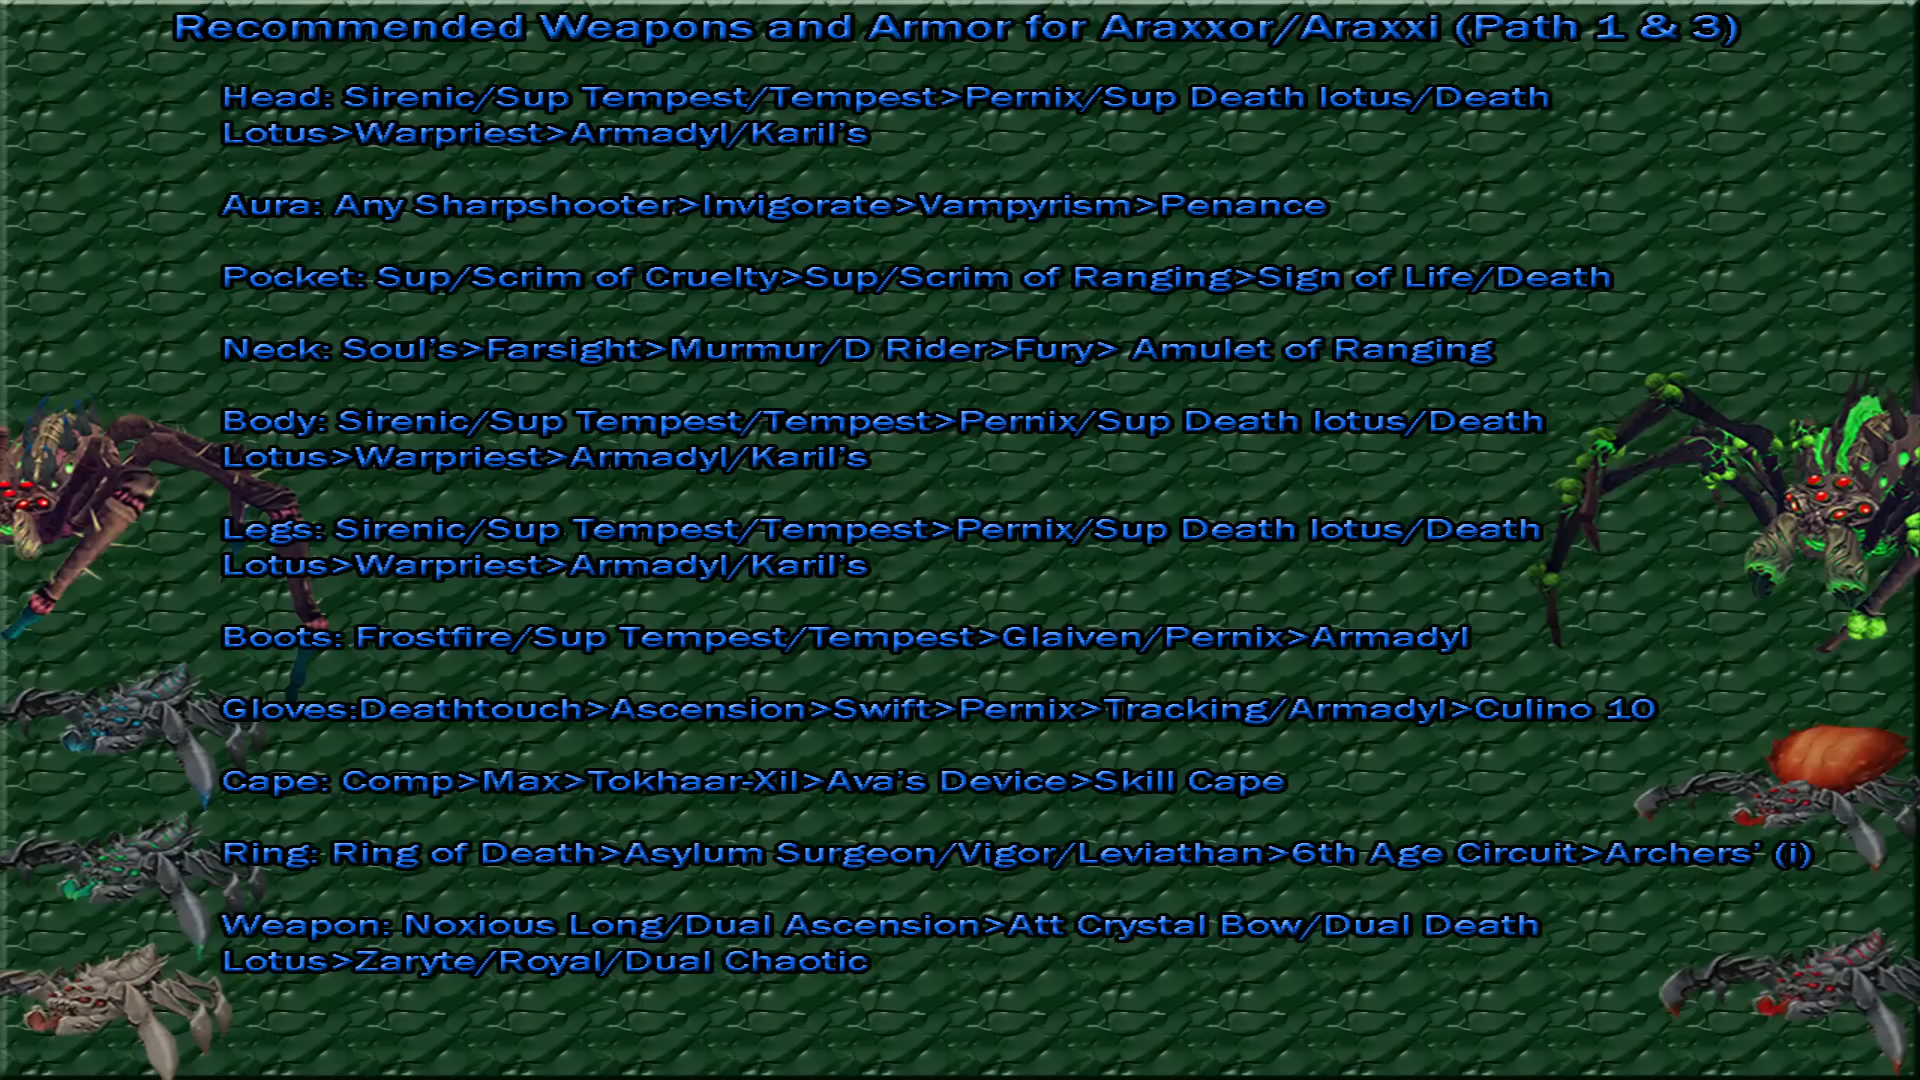 Recommended Weapons and Armor for Araxxor/Araxxi (Path 1 & 3)
Head: Sirenic/Sup Tempest/Tempest>Pernix/Sup Death lotus/Death
Lotus>Warpriest>Armadyl/Karil's
Aura: Any Sharpshooter>Invigorate>Vampyrism>Penance
Pocket: Sup/Scrim of Cruelty>Sup/Scrim of Ranging>Sign of Life/Death
Neck: Soul's>Farsight>Murmur/D Rider>Fury> Amulet of Ranging
Body: Sirenic/Sup Tempest/Tempest>Pernix/Sup Death lotus/Death
Lotus>Warpriest>Armadyl/Karil's
Legs: Sirenic/Sup Tempest/Tempest>Pernix/Sup Death lotus/Death
Lotus>Warpriest>Armadyl/Karil's
Boots: Frostfire/Sup Tempest/Tempest>Glaiven/Pernix>Armadyl
Gloves:Deathtouch>Ascension>Swift>Pernix>Tracking/Armadyl>Culino 10
Cape: Comp>Max>Tokhaar-Xil>Ava's Device>Skill Cape
Ring: Ring of Death>Asylum Surgeon/Vigor/Leviathan>6th Age Circuit>Archers' (i)
Weapon: Noxious Long/Dual Ascension>Att Crystal Bow/Dual Death
Lotus>Zaryte/Royal/Dual Chaotic